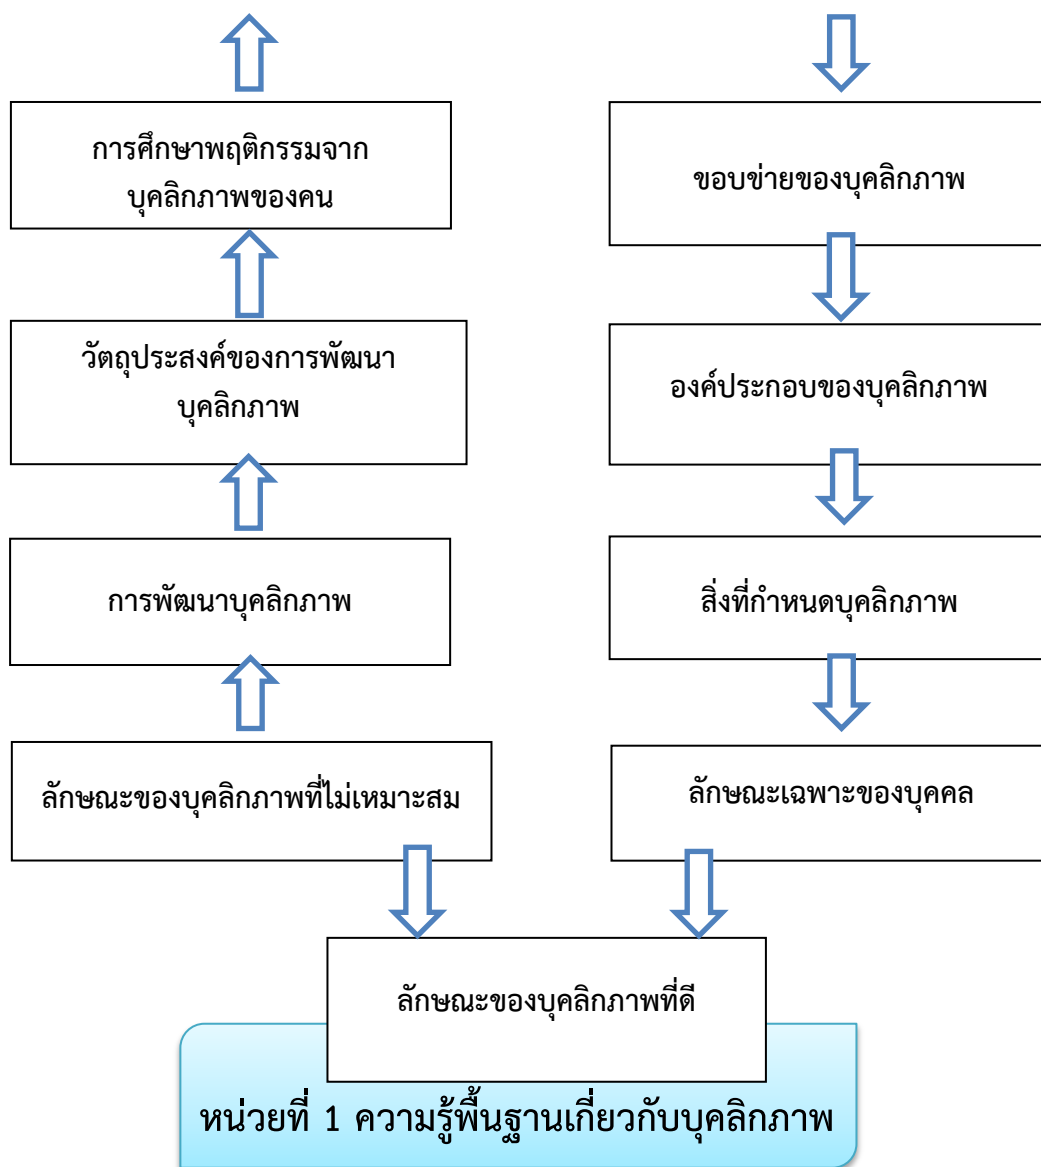 การศึกษาพฤติกรรมจาก
บุคลิกภาพของคน
ขอบข่ายของบุคลิกภาพ
วัตถุประสงค์ของการพัฒนา
บุคลิกภาพ
องค์ประกอบของบุคลิกภาพ
การพัฒนาบุคลิกภาพ
สิ่งที่กำหนดบุคลิกภาพ
ลักษณะของบุคลิกภาพที่ไม่เหมาะสม
ลักษณะเฉพาะของบุคคล
ลักษณะของบุคลิกภาพที่ดี
หน่วยที่ 1 ความรู้พื้นฐานเกี่ยวกับบุคลิกภาพ